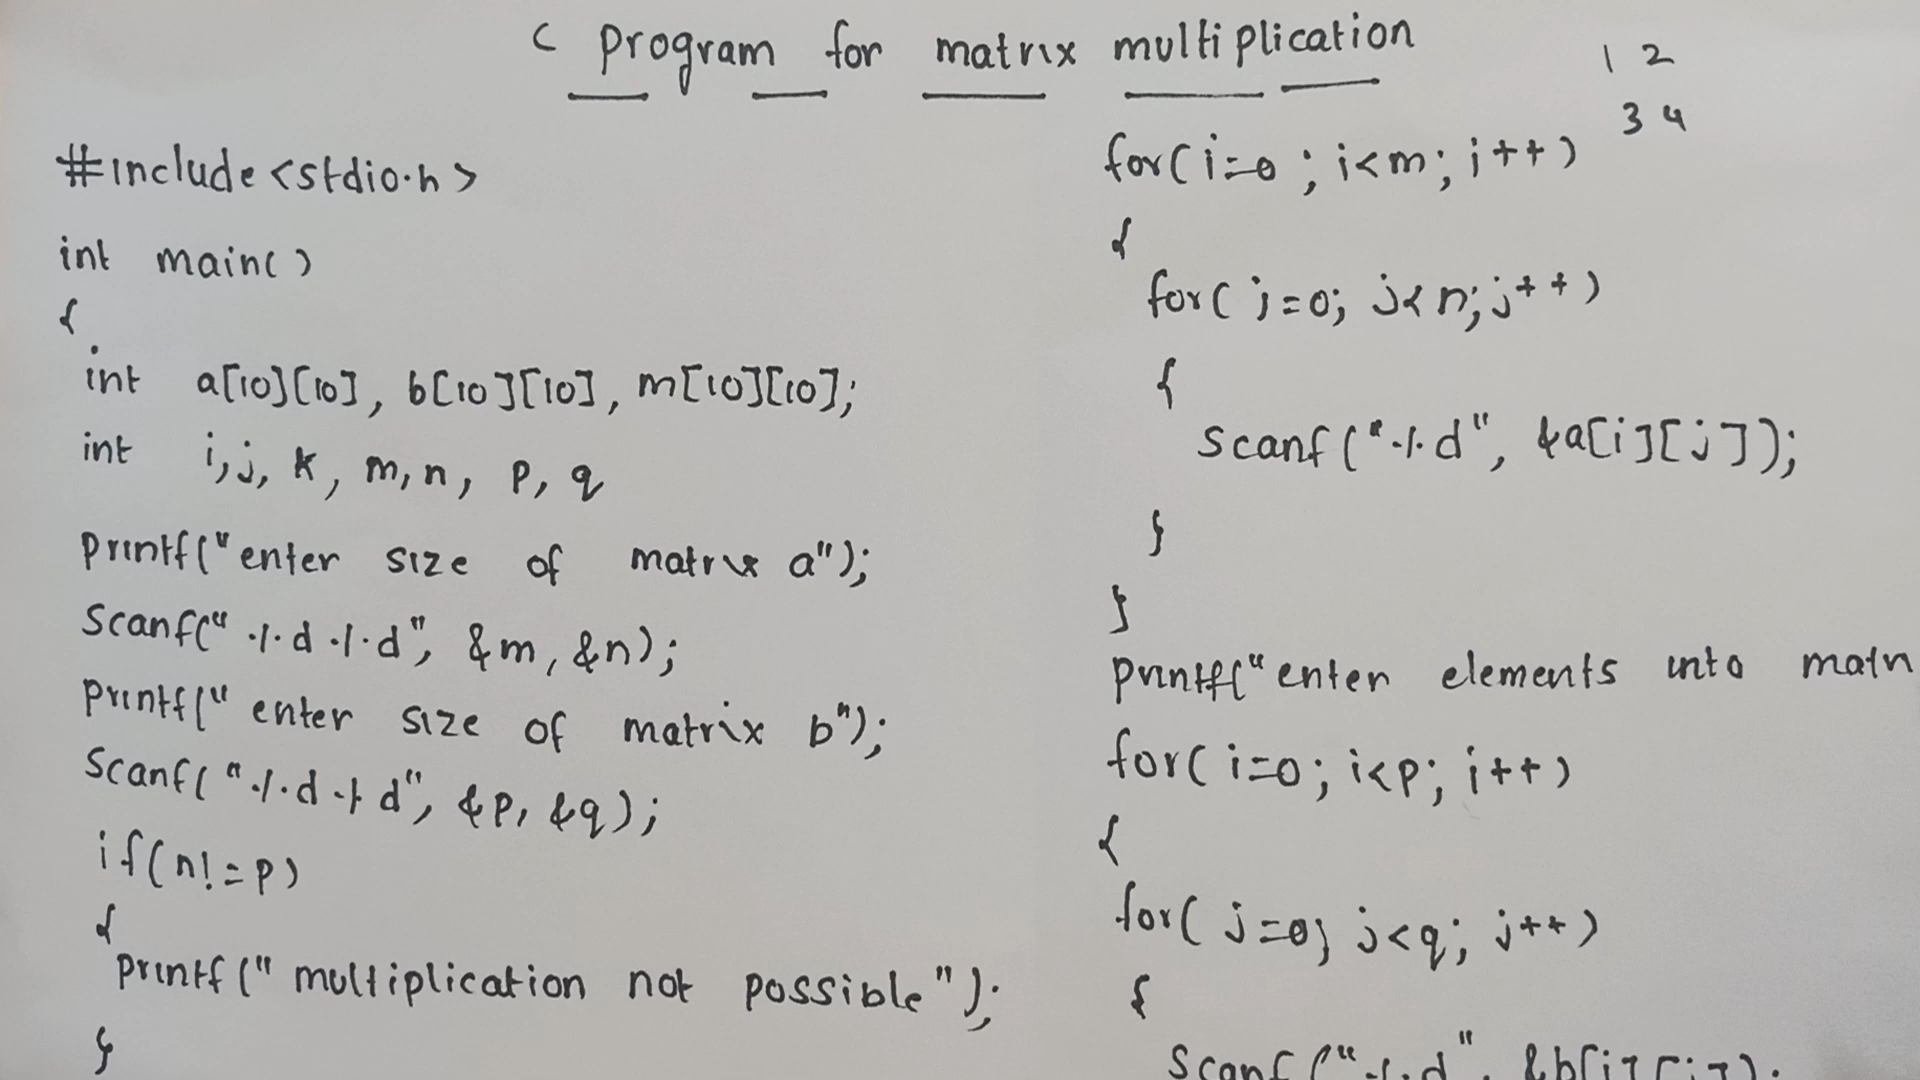 C program for matrix multiplication
#include<stdio.h>
int main()
{
int a[10][10], b[10][10], m[10][10];
int i,j, k, m,n, p, q
printf("enter size of matrix a");
scanf("%d %d", &m, &n);
printf("enter size of matrix b");
scanf("%d %d", &p, &q);
if(n!=p)
{
printf("multiplication not possible");
}
1 2
3 4
for(i=0; i<m; i++)
{
for(j=0; j<n; j++)
{
scanf("%d", &a[i][j]);
}
}
printf("enter elements into
for(i=0; i<p; i++)
{
for(j=0; j<q; j++)
{
scanf("%d", &b[i][j]);